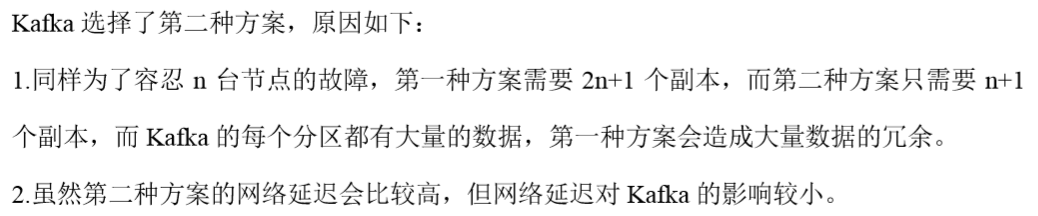 Kafka 选择了第二种方案，原因如下：
1.同样为了容忍 n 台节点的故障，第一种方案需要 2n+1 个副本，而第二种方案只需要 n+1
个副本，而 Kafka 的每个分区都有大量的数据，第一种方案会造成大量数据的冗余。
2.虽然第二种方案的网络延迟会比较高，但网络延迟对 Kafka 的影响较小。